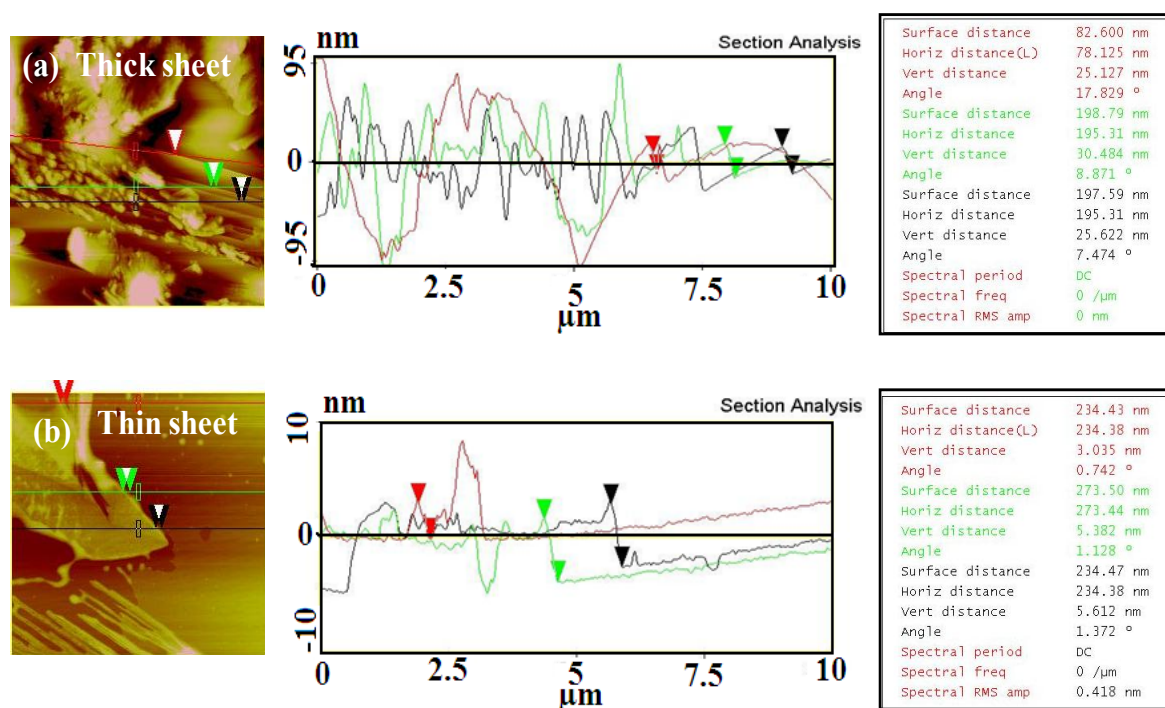 (a) Thick sheet
nm
Section Analysis
95
0
-95
0 2.5 5 7.5 10
µm
Surface distance 82.600 nm
Horiz distance(L) 78.125 nm
Vert distance 25.127 nm
Angle 17.829 º
Surface distance 198.79 nm
Horiz distance 195.31 nm
Vert distance 30.484 nm
Angle 8.871 º
Surface distance 197.59 nm
Horiz distance 195.31 nm
Vert distance 25.622 nm
Angle 7.474 º
Spectral period DC
Spectral freq 0 /µm
Spectral RMS amp 0 nm
(b) Thin sheet
nm
Section Analysis
10
0
-10
0 2.5 5 7.5 10
µm
Surface distance 234.43 nm
Horiz distance(L) 234.38 nm
Vert distance 3.035 nm
Angle 0.742 º
Surface distance 273.50 nm
Horiz distance 273.44 nm
Vert distance 5.382 nm
Angle 1.128 º
Surface distance 234.47 nm
Horiz distance 234.38 nm
Vert distance 5.612 nm
Angle 1.372 º
Spectral period DC
Spectral freq 0 /µm
Spectral RMS amp 0.418 nm